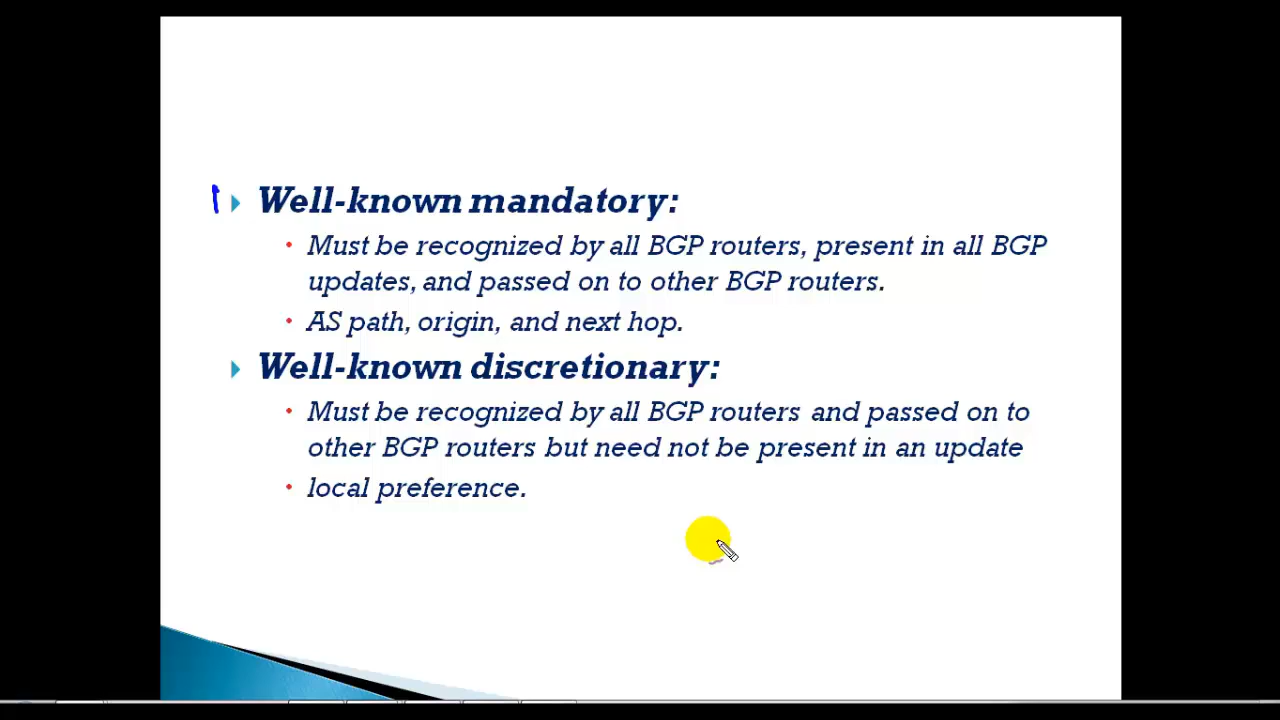 Well-known mandatory:
Must be recognized by all BGP routers, present in all BGP
updates, and passed on to other BGP routers.
AS path, origin, and next hop.
Well-known discretionary:
Must be recognized by all BGP routers and passed on to
other BGP routers but need not be present in an update
local preference.